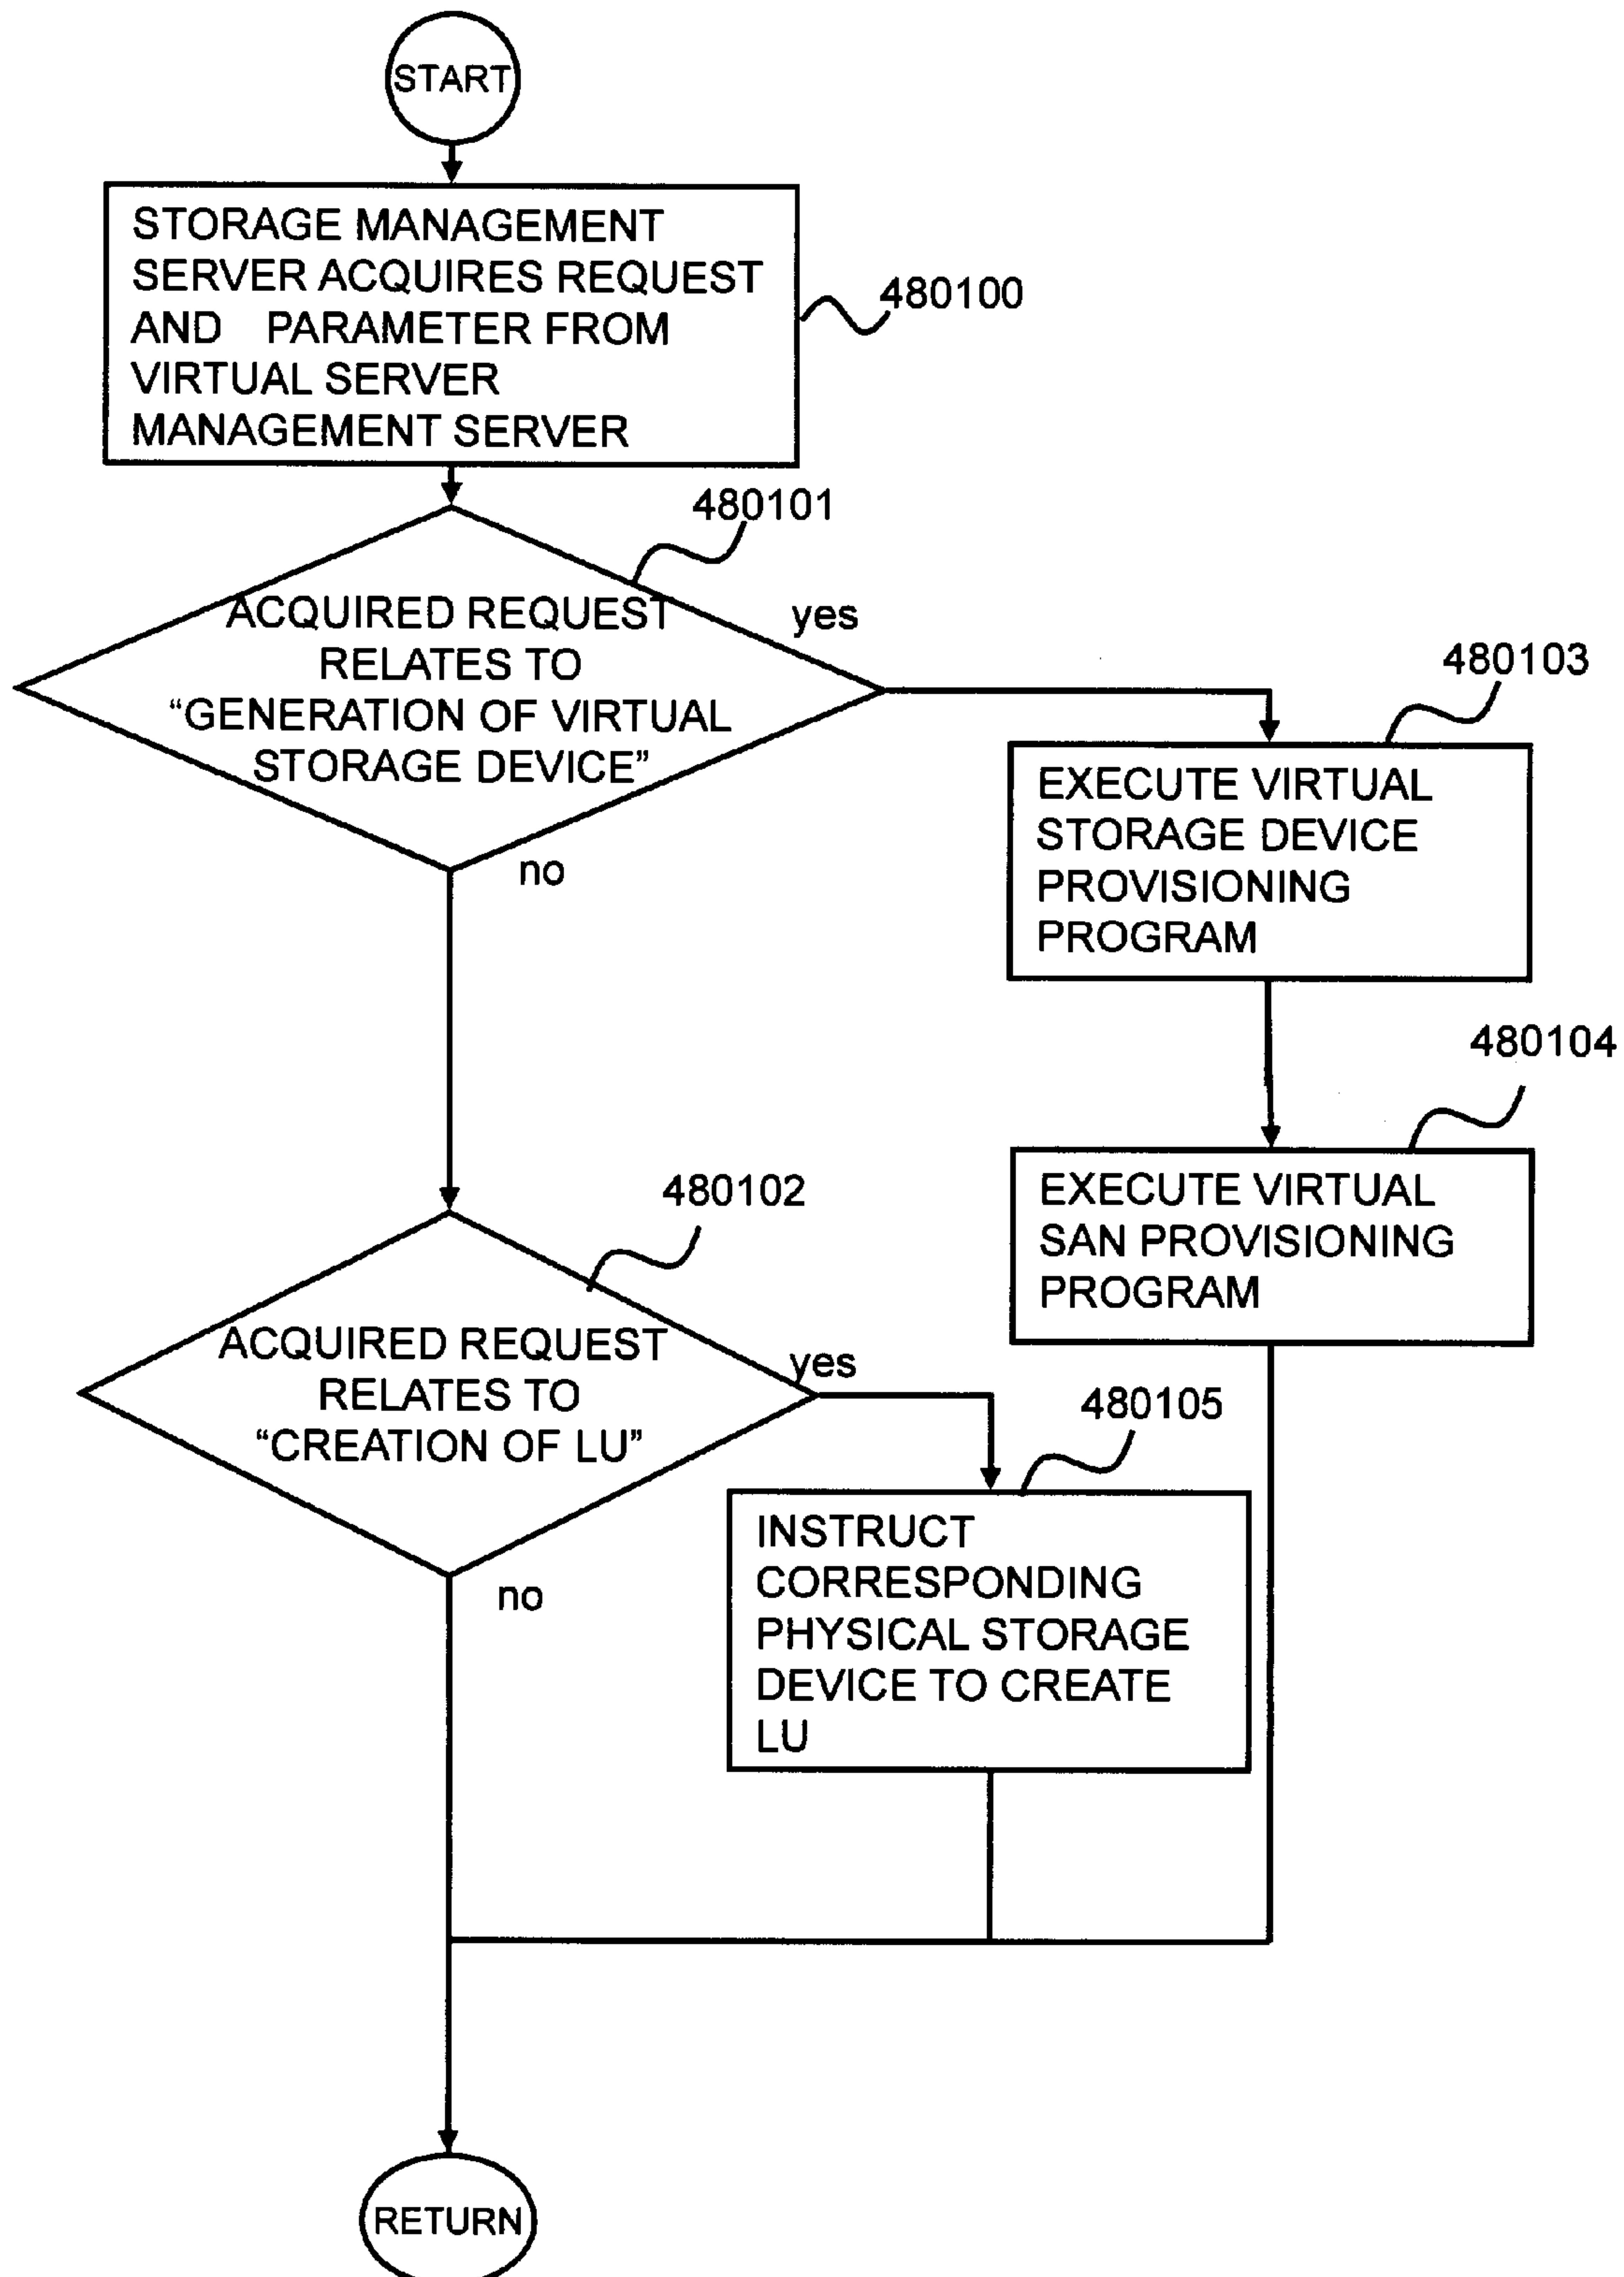 START
STORAGE MANAGEMENT
SERVER ACQUIRES REQUEST
AND PARAMETER FROM
VIRTUAL SERVER
MANAGEMENT SERVER
480100
480101
ACQUIRED REQUEST
RELATES TO
“GENERATION OF VIRTUAL
STORAGE DEVICE”
yes
no
480103
EXECUTE VIRTUAL
STORAGE DEVICE
PROVISIONING
PROGRAM
480104
EXECUTE VIRTUAL
SAN PROVISIONING
PROGRAM
480102
ACQUIRED REQUEST
RELATES TO
“CREATION OF LU”
yes
no
480105
INSTRUCT
CORRESPONDING
PHYSICAL STORAGE
DEVICE TO CREATE
LU
RETURN